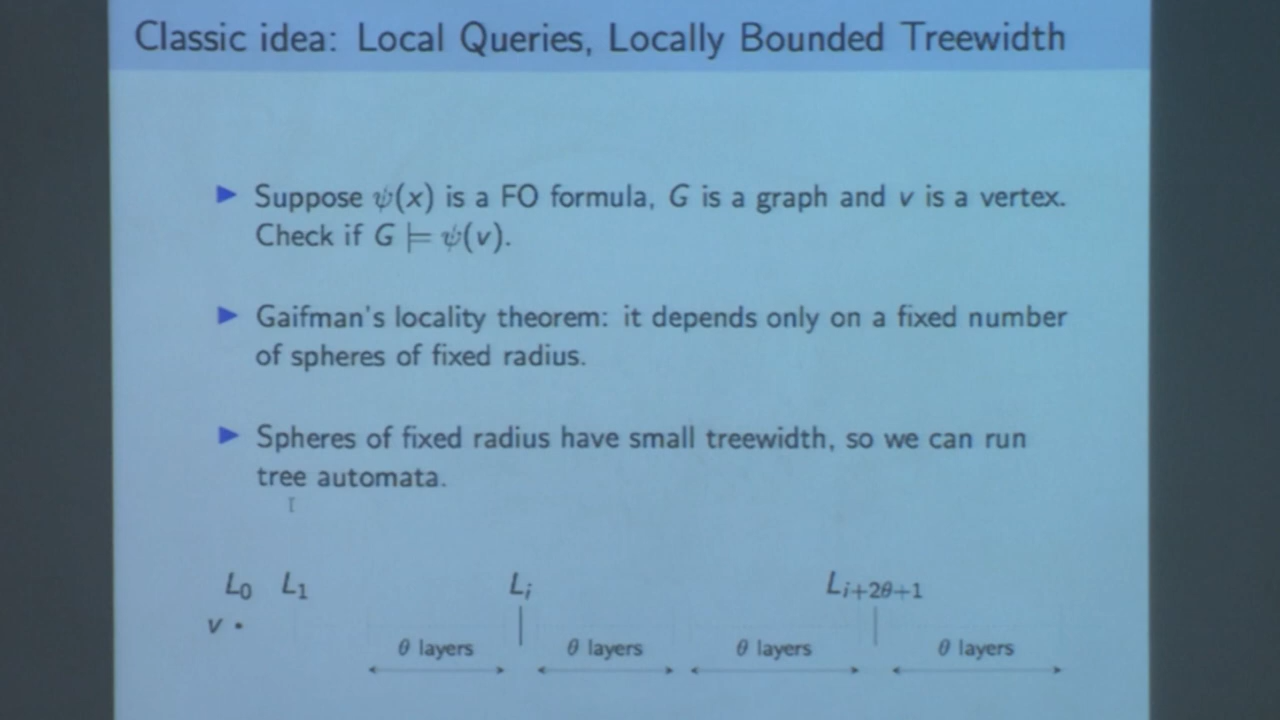 Classic idea: Local Queries, Locally Bounded Treewidth
▶ Suppose ψ(x) is a FO formula, G is a graph and v is a vertex.
Check if G ⊨ ψ(v).
▶ Gaifman's locality theorem: it depends only on a fixed number
of spheres of fixed radius.
▶ Spheres of fixed radius have small treewidth, so we can run
tree automata.
L₀ L₁ Lᵢ L_{i+2θ+1}
v •
θ layers θ layers θ layers θ layers